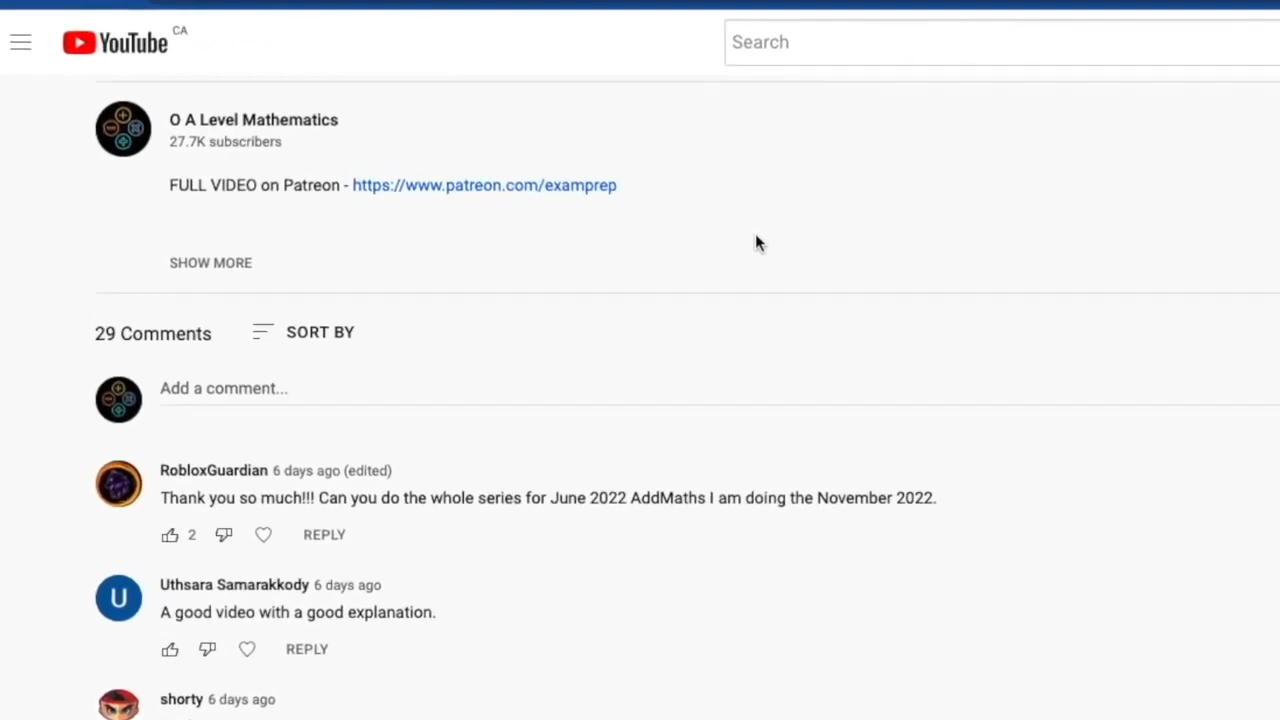 YouTube CA
Search
O A Level Mathematics
27.7K subscribers
FULL VIDEO on Patreon - https://www.patreon.com/examprep
SHOW MORE
29 Comments SORT BY
Add a comment...
RobloxGuardian 6 days ago (edited)
Thank you so much!!! Can you do the whole series for June 2022 AddMaths I am doing the November 2022.
2 REPLY
U
Uthsara Samarakkody 6 days ago
A good video with a good explanation.
REPLY
shorty 6 days ago